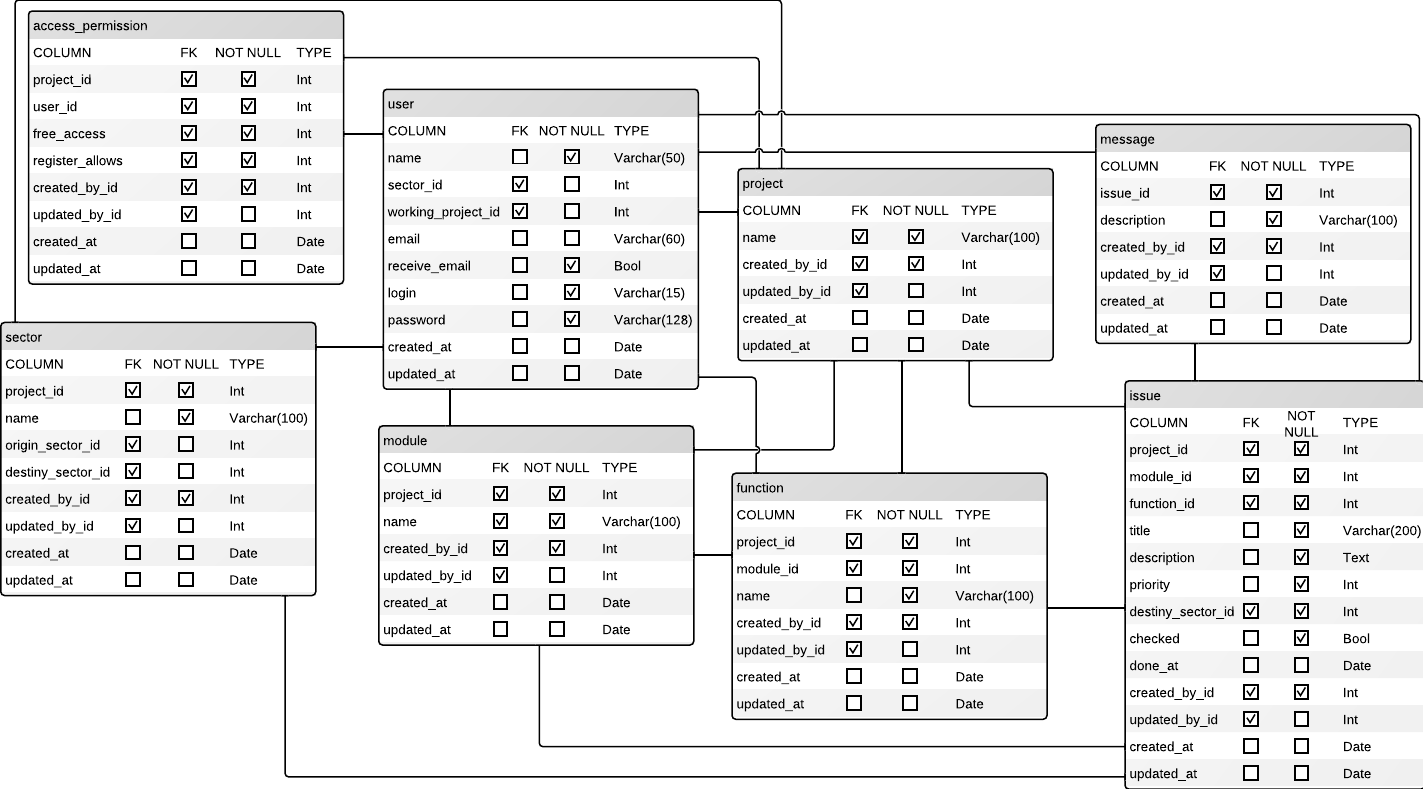 access_permission
COLUMN FK NOT NULL TYPE
project_id Int
user_id Int
free_access Int
register_allows Int
created_by_id Int
updated_by_id Int
created_at Date
updated_at Date
user
COLUMN FK NOT NULL TYPE
name Varchar(50)
sector_id Int
working_project_id Int
email Varchar(60)
receive_email Bool
login Varchar(15)
password Varchar(128)
created_at Date
updated_at Date
message
COLUMN FK NOT NULL TYPE
issue_id Int
description Varchar(100)
created_by_id Int
updated_by_id Int
created_at Date
updated_at Date
project
COLUMN FK NOT NULL TYPE
name Varchar(100)
created_by_id Int
updated_by_id Int
created_at Date
updated_at Date
sector
COLUMN FK NOT NULL TYPE
project_id Int
name Varchar(100)
origin_sector_id Int
destiny_sector_id Int
created_by_id Int
updated_by_id Int
created_at Date
updated_at Date
module
COLUMN FK NOT NULL TYPE
project_id Int
name Varchar(100)
created_by_id Int
updated_by_id Int
created_at Date
updated_at Date
function
COLUMN FK NOT NULL TYPE
project_id Int
module_id Int
name Varchar(100)
created_by_id Int
updated_by_id Int
created_at Date
updated_at Date
issue
COLUMN FK NOT NULL TYPE
project_id Int
module_id Int
function_id Int
title Varchar(200)
description Text
priority Int
destiny_sector_id Int
checked Bool
done_at Date
created_by_id Int
updated_by_id Int
created_at Date
updated_at Date